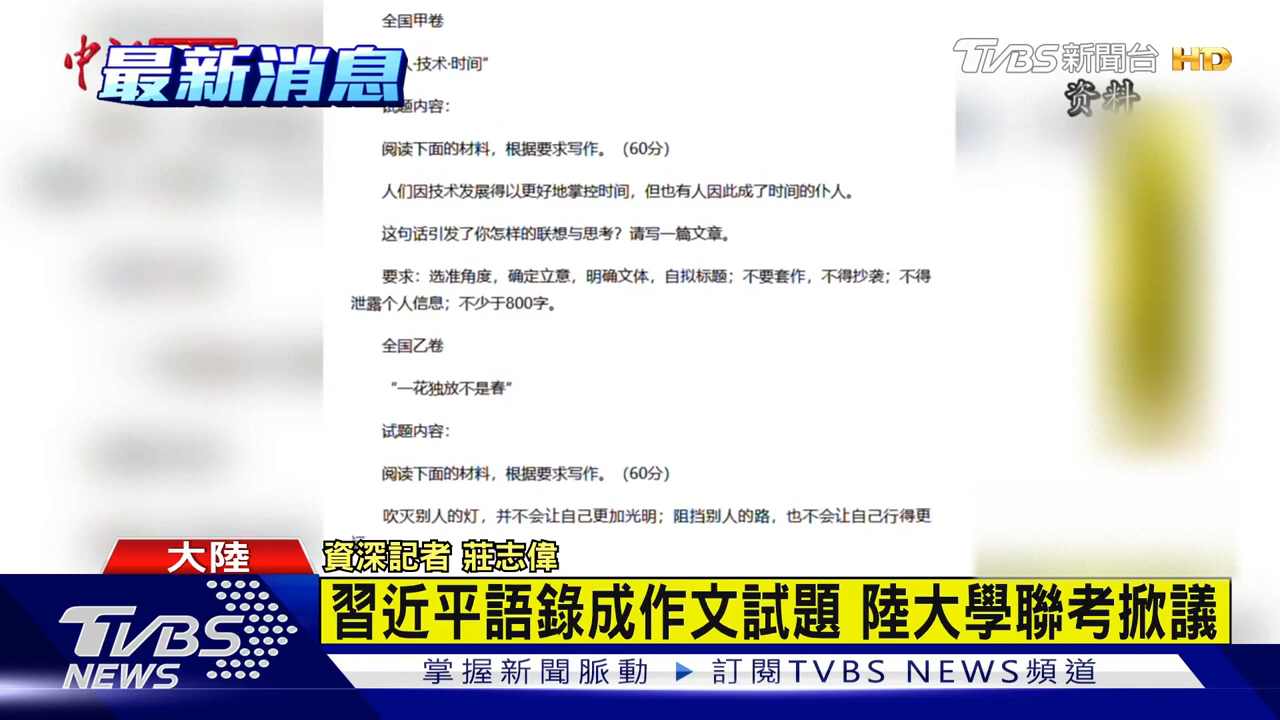 全国甲卷
中
最新消息
人·技术·时间”
TVBS新聞台 HD
资料
试题内容：
阅读下面的材料，根据要求写作。（60分）
人们因技术发展得以更好地掌控时间，但也有人因此成了时间的仆人。
这句话引发了你怎样的联想与思考？请写一篇文章。
要求：选准角度，确定立意，明确文体，自拟标题；不要套作，不得抄袭；不得
泄露个人信息；不少于800字。
全国乙卷
“一花独放不是春”
试题内容：
阅读下面的材料，根据要求写作。（60分）
吹灭别人的灯，并不会让自己更加光明；阻挡别人的路，也不会让自己行得更
大陸
資深記者 莊志偉
習近平語錄成作文試題 陸大學聯考掀議
TVBS
NEWS
掌握新聞脈動 ▶ 訂閱TVBS NEWS頻道